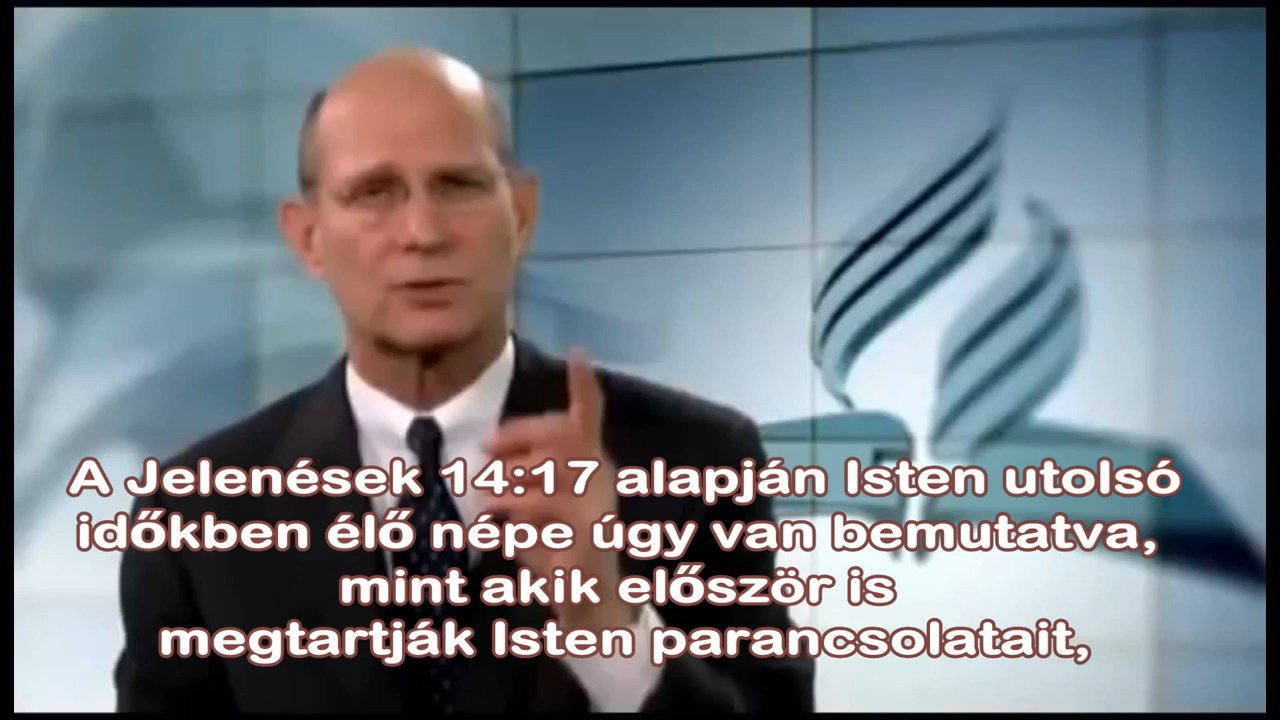 A Jelenések 14:17 alapján Isten utolsó
időkben élő népe úgy van bemutatva,
mint akik először is
megtartják Isten parancsolatait,